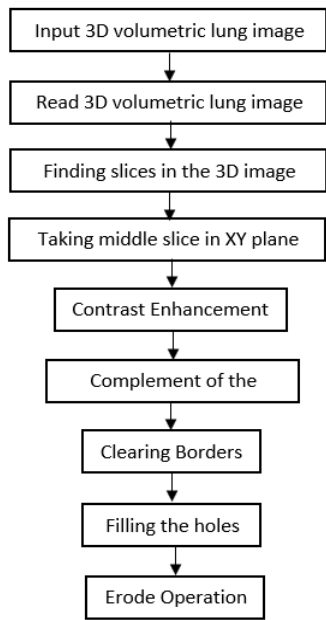 Input 3D volumetric lung image
Read 3D volumetric lung image
Finding slices in the 3D image
Taking middle slice in XY plane
Contrast Enhancement
Complement of the
Clearing Borders
Filling the holes
Erode Operation